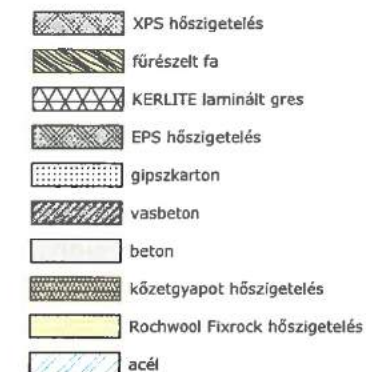 XPS hőszigetelés
fűrészelt fa
KERLITE laminált gres
EPS hőszigetelés
gipszkarton
vasbeton
beton
kőzetgyapot hőszigetelés
Rochwool Fixrock hőszigetelés
acél